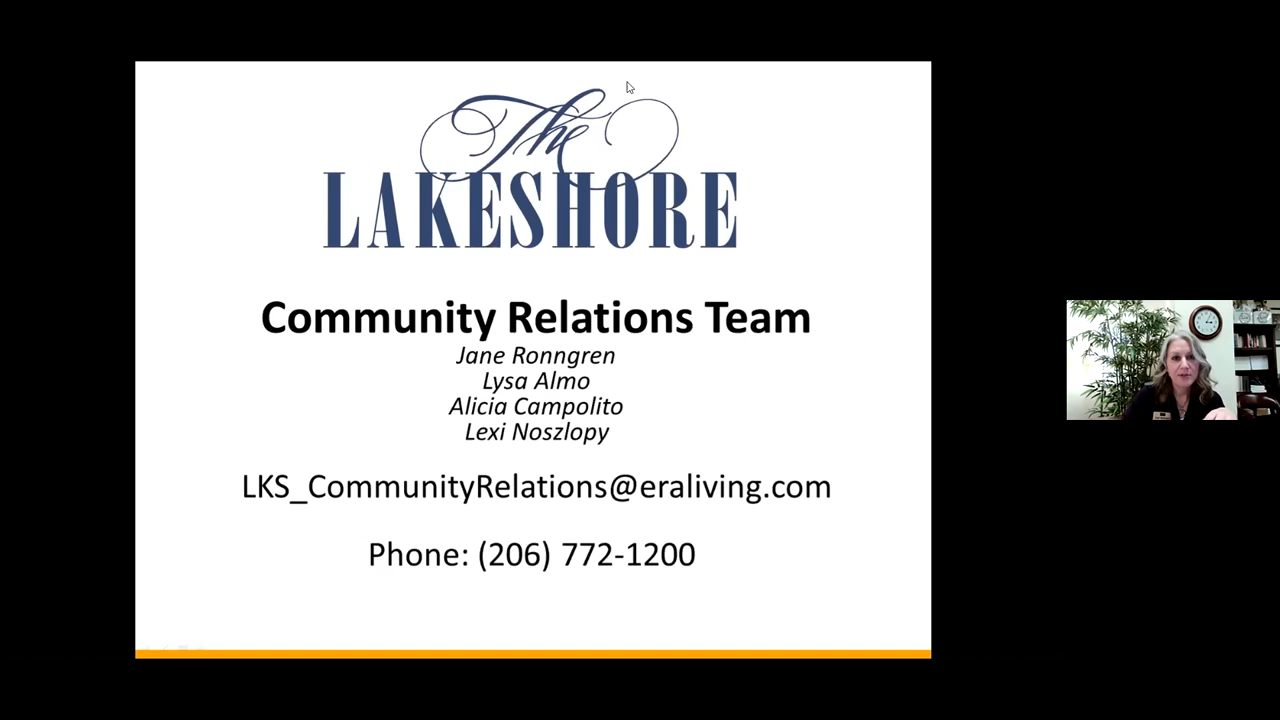 The
LAKESHORE
Community Relations Team
Jane Ronngren
Lysa Almo
Alicia Campolito
Lexi Noszlopy
LKS_CommunityRelations@eraliving.com
Phone: (206) 772-1200